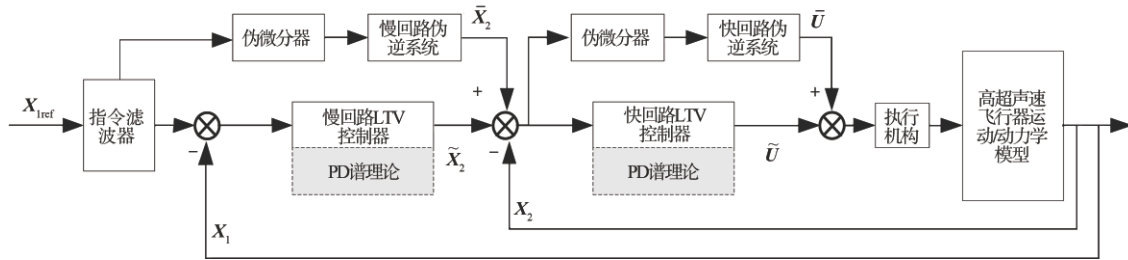 X̄₂
伪微分器
慢回路伪
逆系统
伪微分器
快回路伪
逆系统
Ū
X₁ref
指令滤
波器
−
慢回路LTV
控制器
PD谱理论
X̃₂
+
−
快回路LTV
控制器
PD谱理论
Ũ
+
执行
机构
高超声速
飞行器运
动/动力学
模型
X₂
X₁